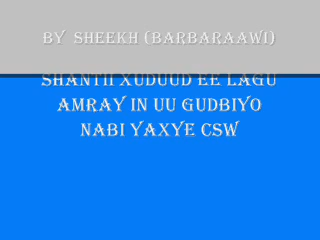 BY SHEEKH (BARBARAAWI)
SHANTII XUDUUD EE LAGU
AMRAY IN UU GUDBIYO
NABI YAXYE CSW